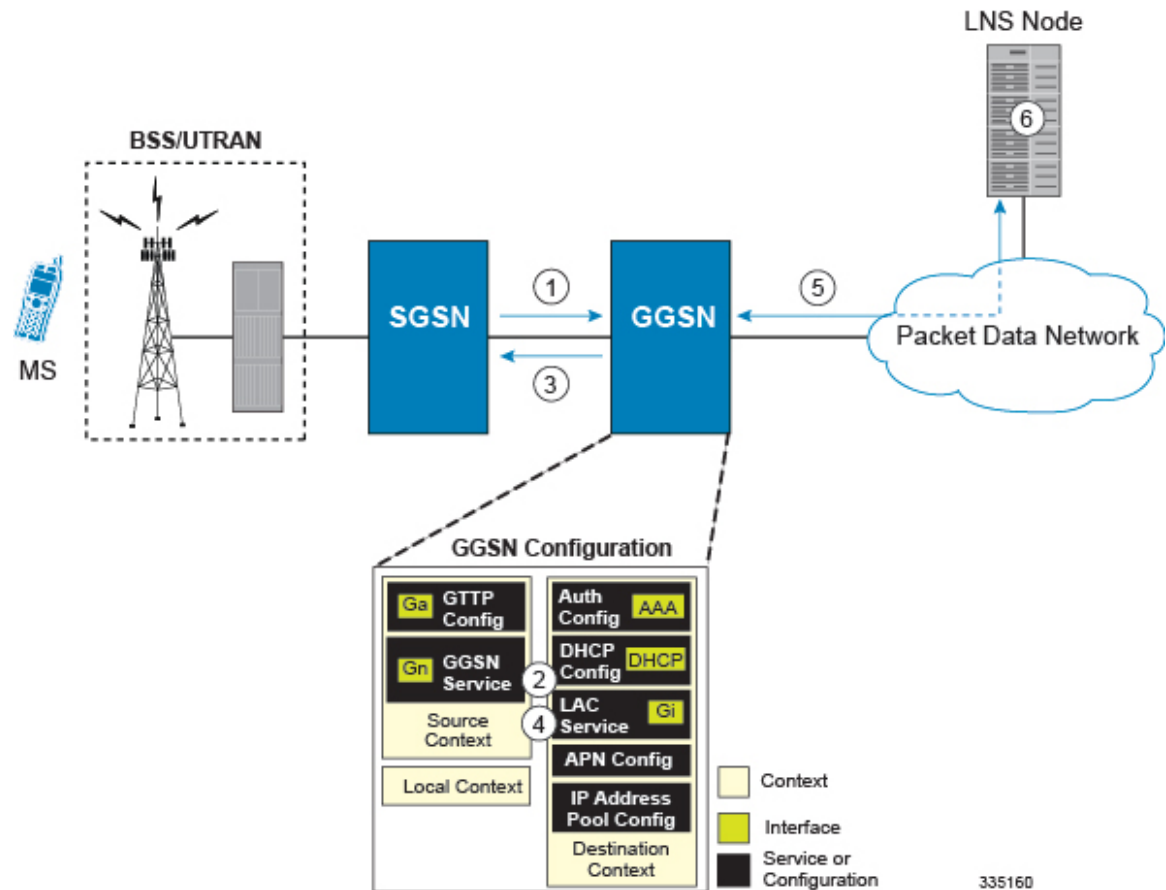 LNS Node
6
BSS/UTRAN
MS
SGSN
1
3
GGSN
5
Packet Data Network
GGSN Configuration
Ga
GTTP
Config
Gn
GGSN
Service
Source
Context
Local Context
2
4
Auth
Config
AAA
DHCP
Config
DHCP
LAC
Service
Gi
APN Config
IP Address
Pool Config
Destination
Context
Context
Interface
Service or
Configuration
335160